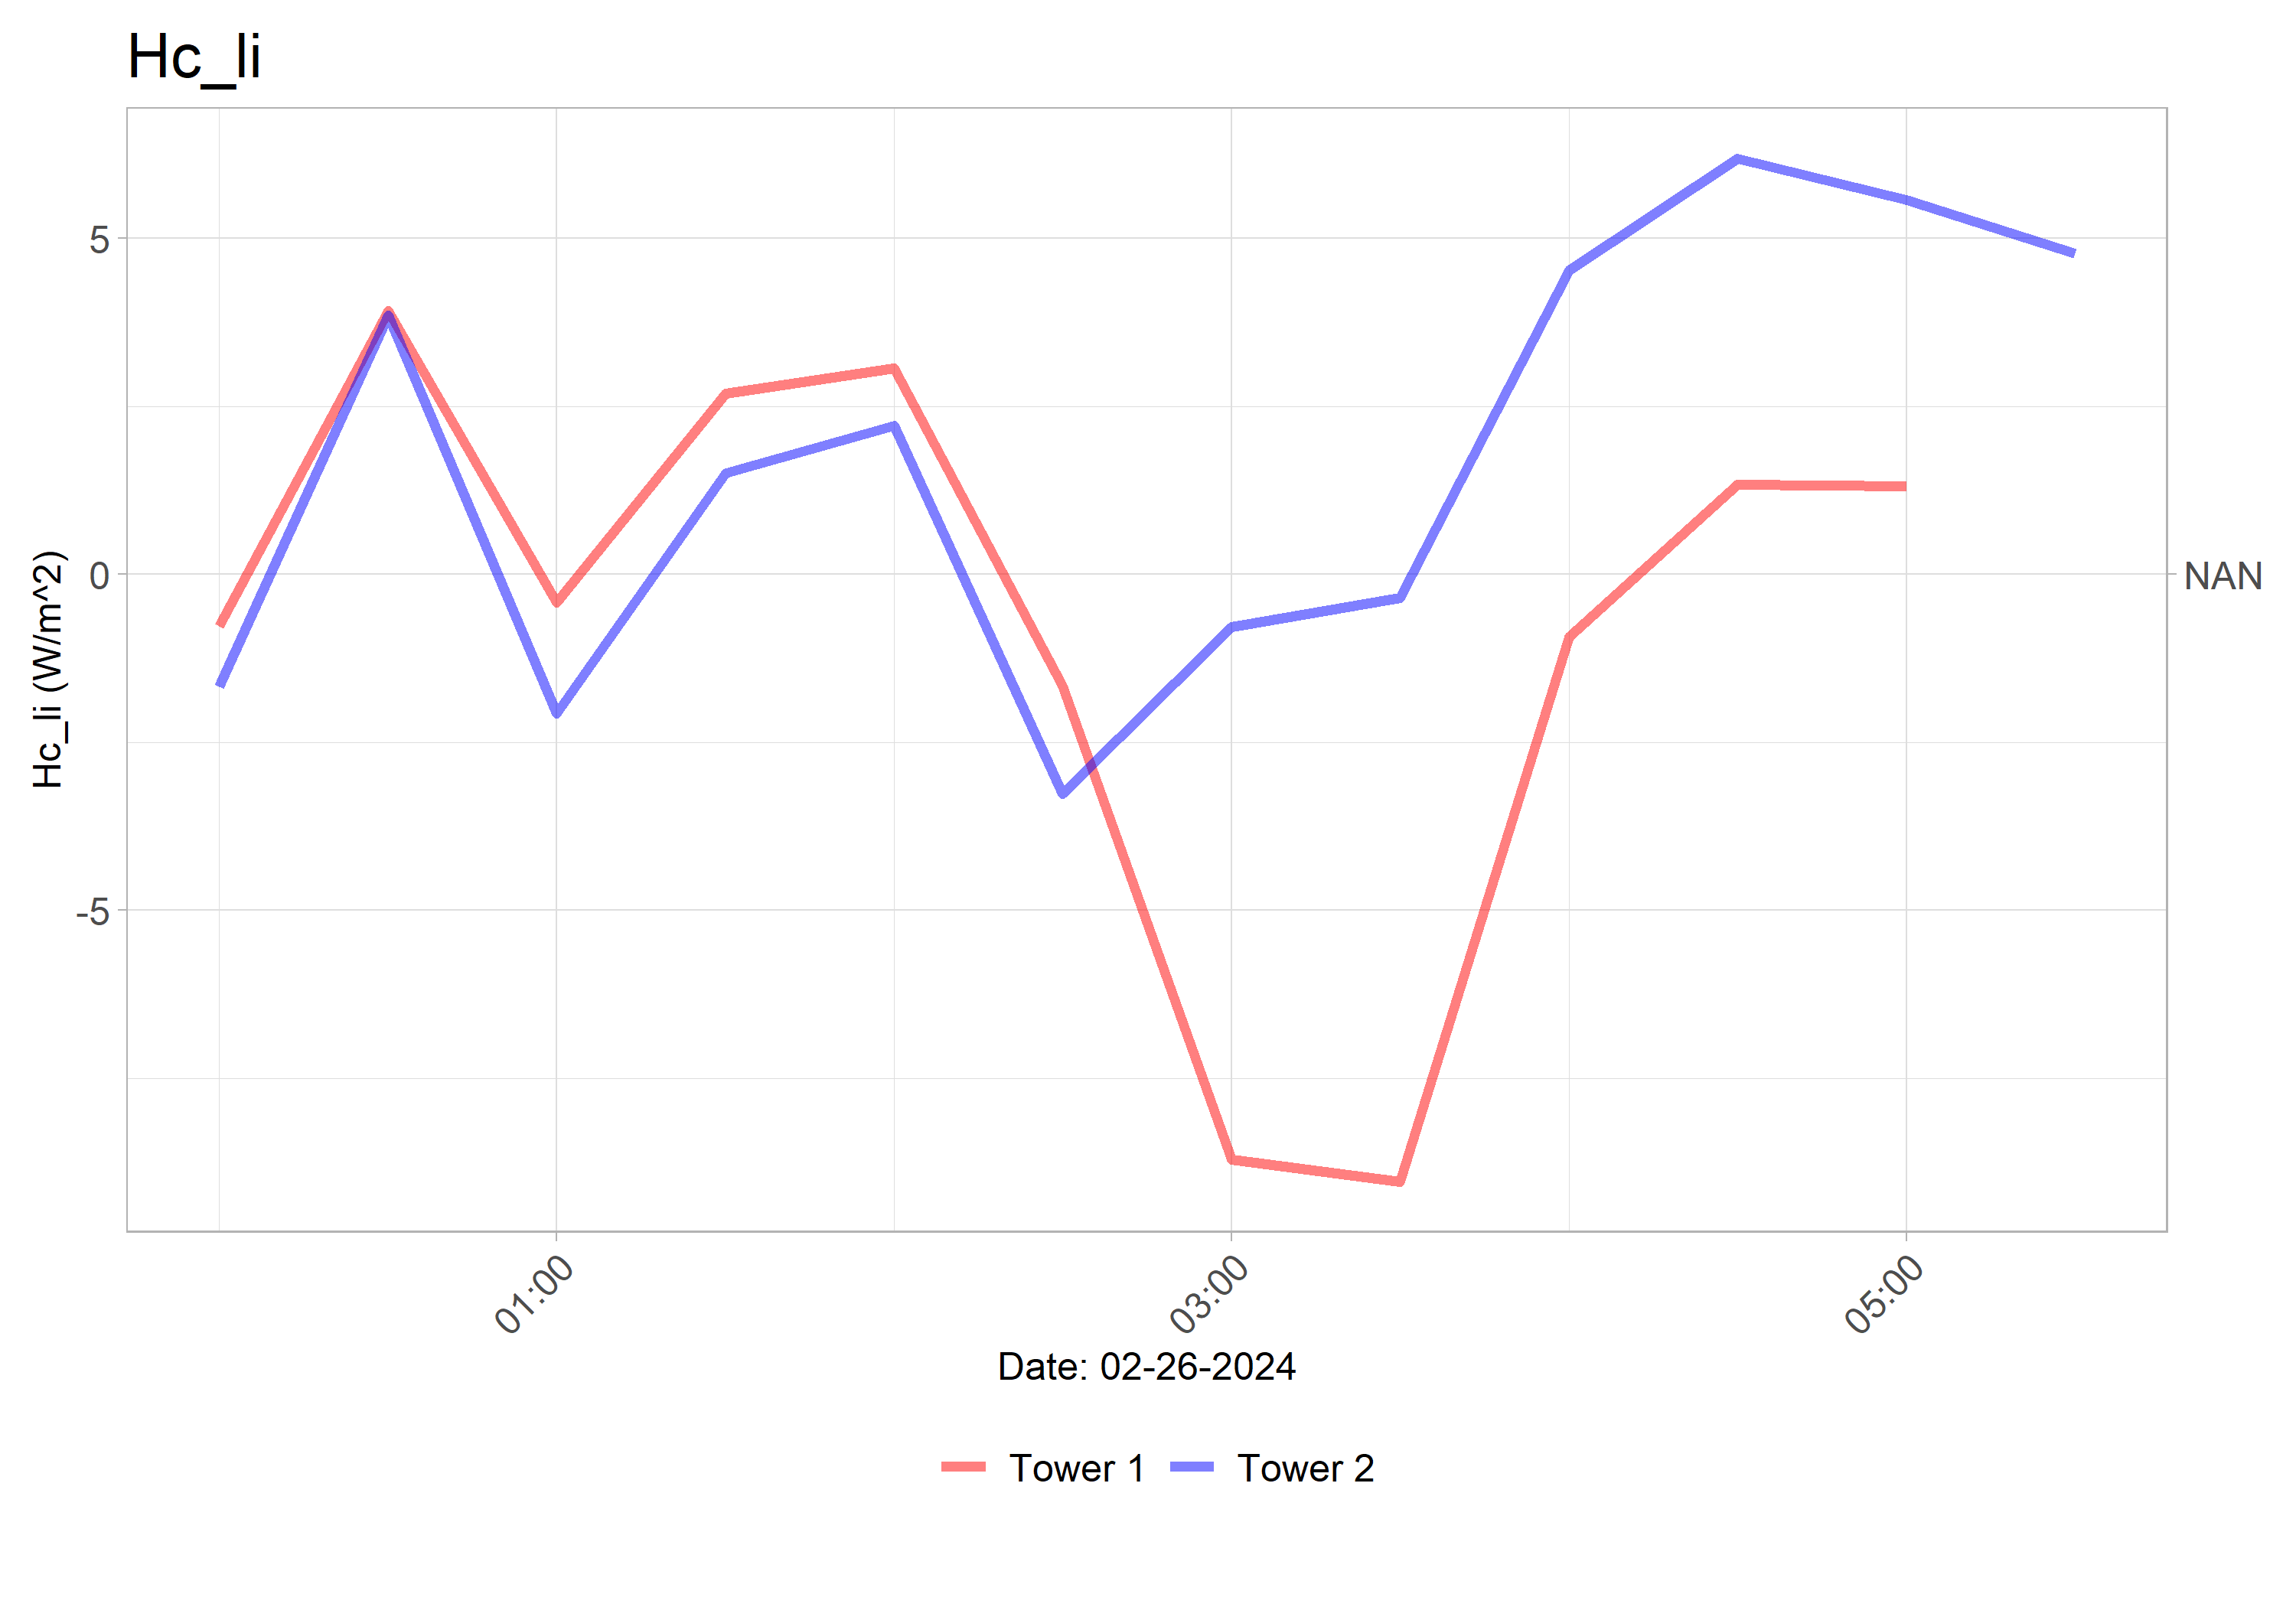 Hc_li
Hc_li (W/m^2)
5
0
-5
NAN
01:00
03:00
05:00
Date: 02-26-2024
Tower 1
Tower 2